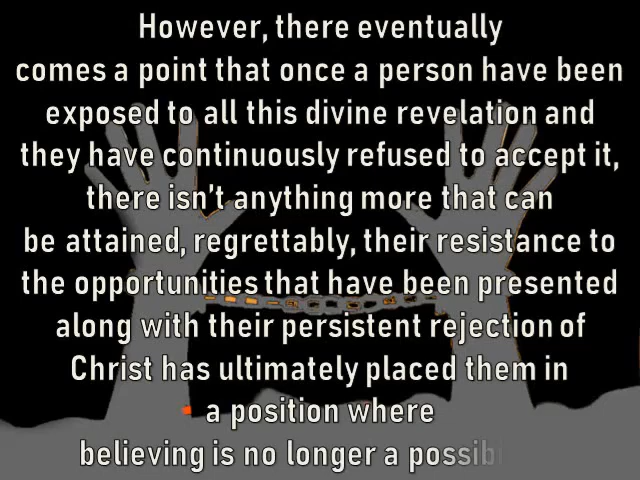 However, there eventually
comes a point that once a person have been
exposed to all this divine revelation and
they have continuously refused to accept it,
there isn't anything more that can
be attained, regrettably, their resistance to
the opportunities that have been presented
along with their persistent rejection of
Christ has ultimately placed them in
a position where
believing is no longer a possib